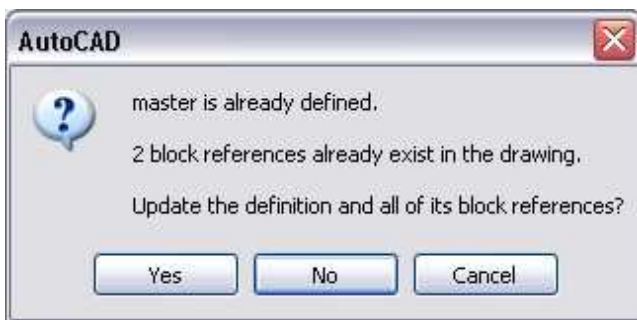 AutoCAD
master is already defined.
2 block references already exist in the drawing.
Update the definition and all of its block references?
Yes No Cancel